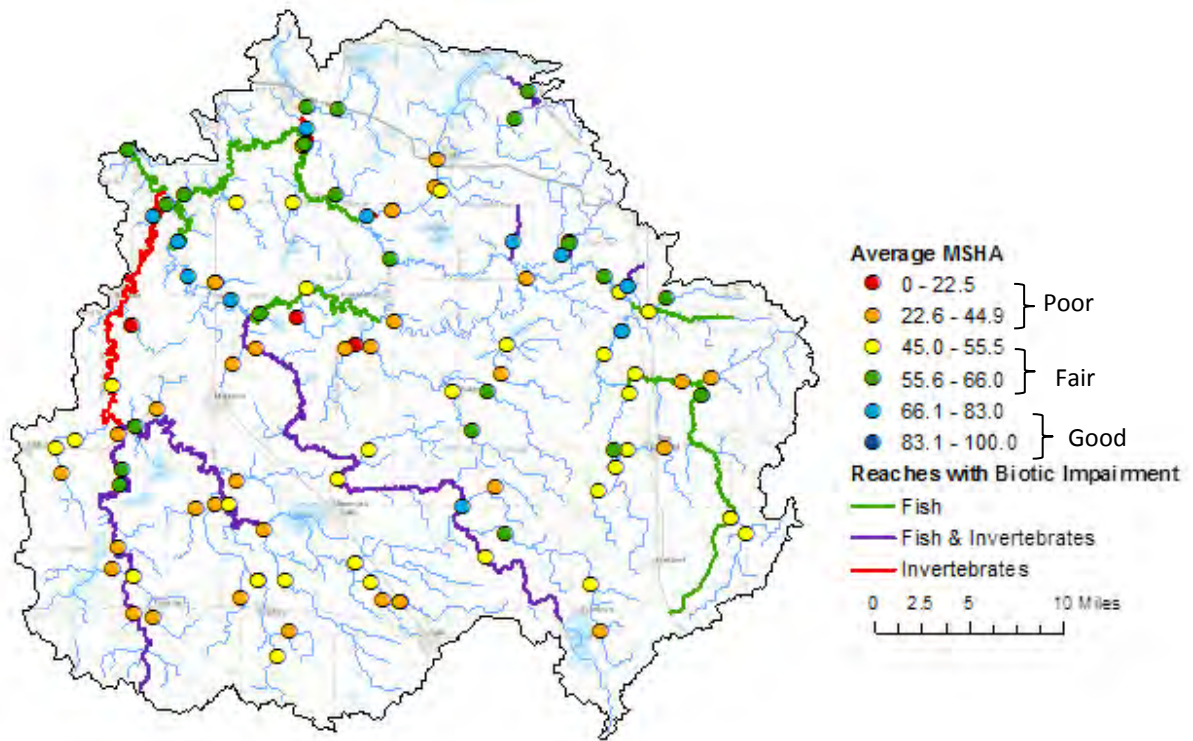 Average MSHA
0 - 22.5
22.6 - 44.9
Poor
45.0 - 55.5
55.6 - 66.0
Fair
66.1 - 83.0
83.1 - 100.0
Good
Reaches with Biotic Impairment
Fish
Fish & Invertebrates
Invertebrates
0 2.5 5 10 Miles